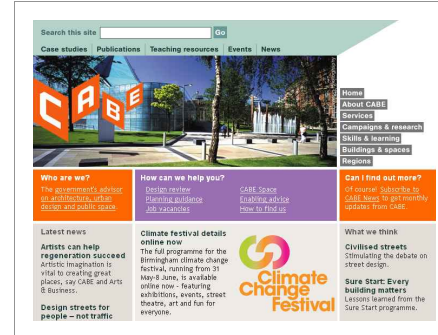 Search this site
Go
Case studies
Publications
Teaching resources
Events
News
CABE
Home
About CABE
Services
Campaigns & research
Skills & learning
Buildings & spaces
Regions
Who are we?
The government's advisor
on architecture, urban
design and public space.
How can we help you?
Design review
Planning guidance
Job vacancies
CABE Space
Enabling advice
How to find us
Can I find out more?
Of course! Subscribe to
CABE News to get monthly
updates from CABE.
Latest news
Artists can help
regeneration succeed
Artistic imagination is
vital to creating great
places, say CABE and Arts
& Business.
Design streets for
people – not traffic
Climate festival details
online now
The full programme for the
Birmingham climate change
festival, running from 31
May-8 June, is available
online now - featuring
exhibitions, events, street
theatre, art and fun for
everyone.
Climate
Change
Festival
What we think
Civilised streets
Stimulating the debate on
street design.
Sure Start: Every
building matters
Lessons learned from the
Sure Start programme.